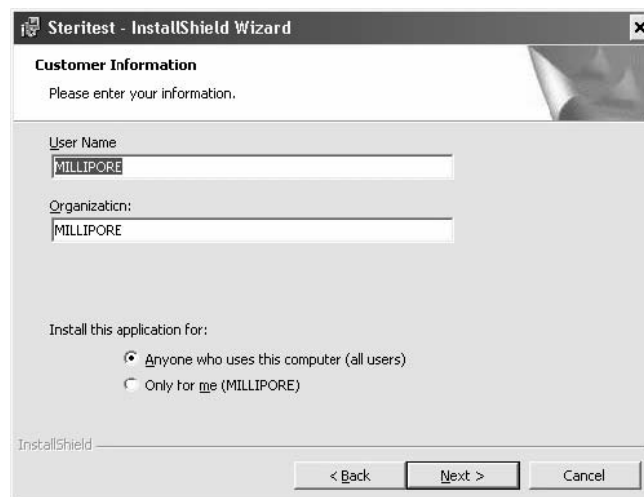 Steritest - InstallShield Wizard
Customer Information
Please enter your information.
User Name
MILLIPORE
Organization:
MILLIPORE
Install this application for:
Anyone who uses this computer (all users)
Only for me (MILLIPORE)
InstallShield
< Back Next > Cancel